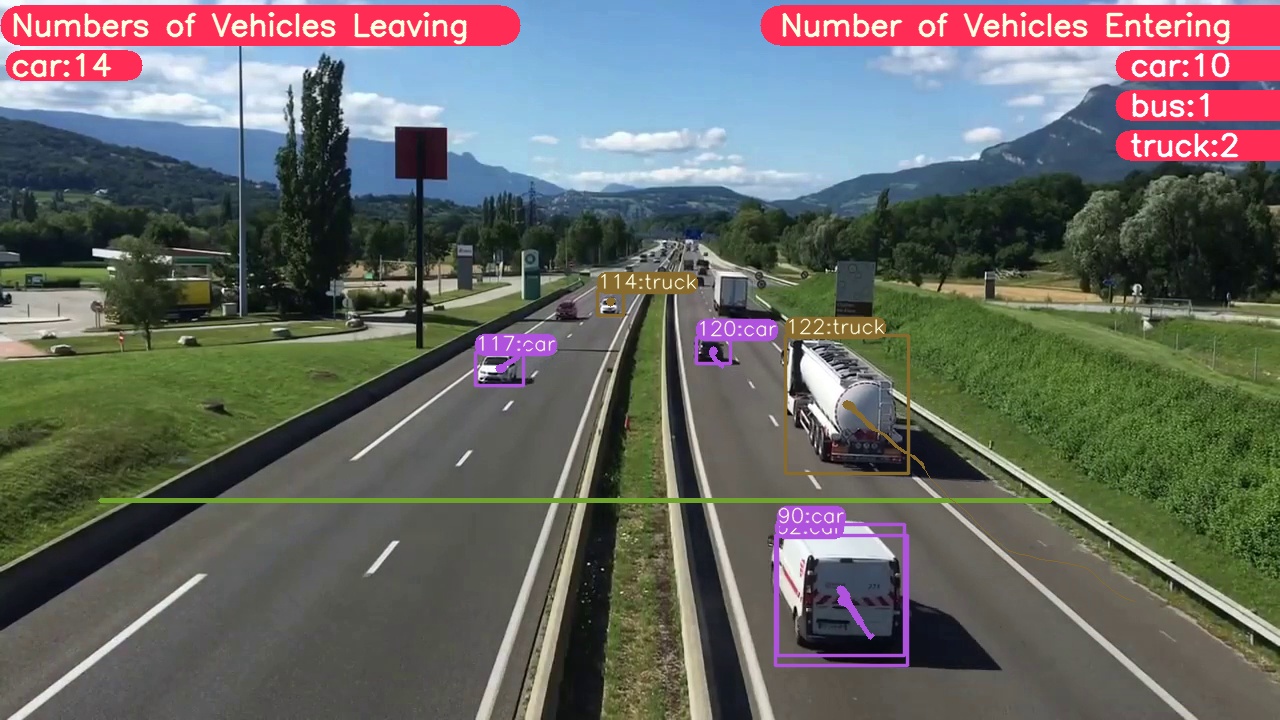 Numbers of Vehicles Leaving
car:14
Number of Vehicles Entering
car:10
bus:1
truck:2
114:truck
117:car
120:car
122:truck
90:car